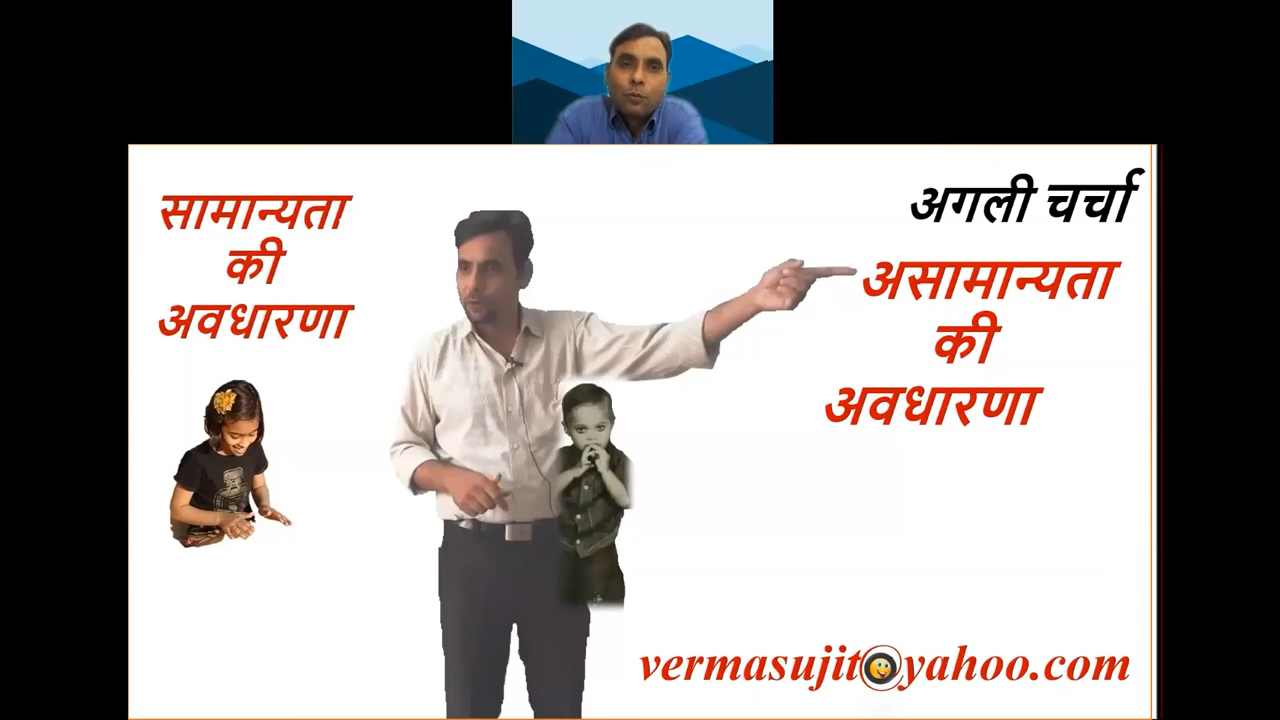 सामान्यता
की
अवधारणा
अगली चर्चा
असामान्यता
की
अवधारणा
vermasujit@yahoo.com